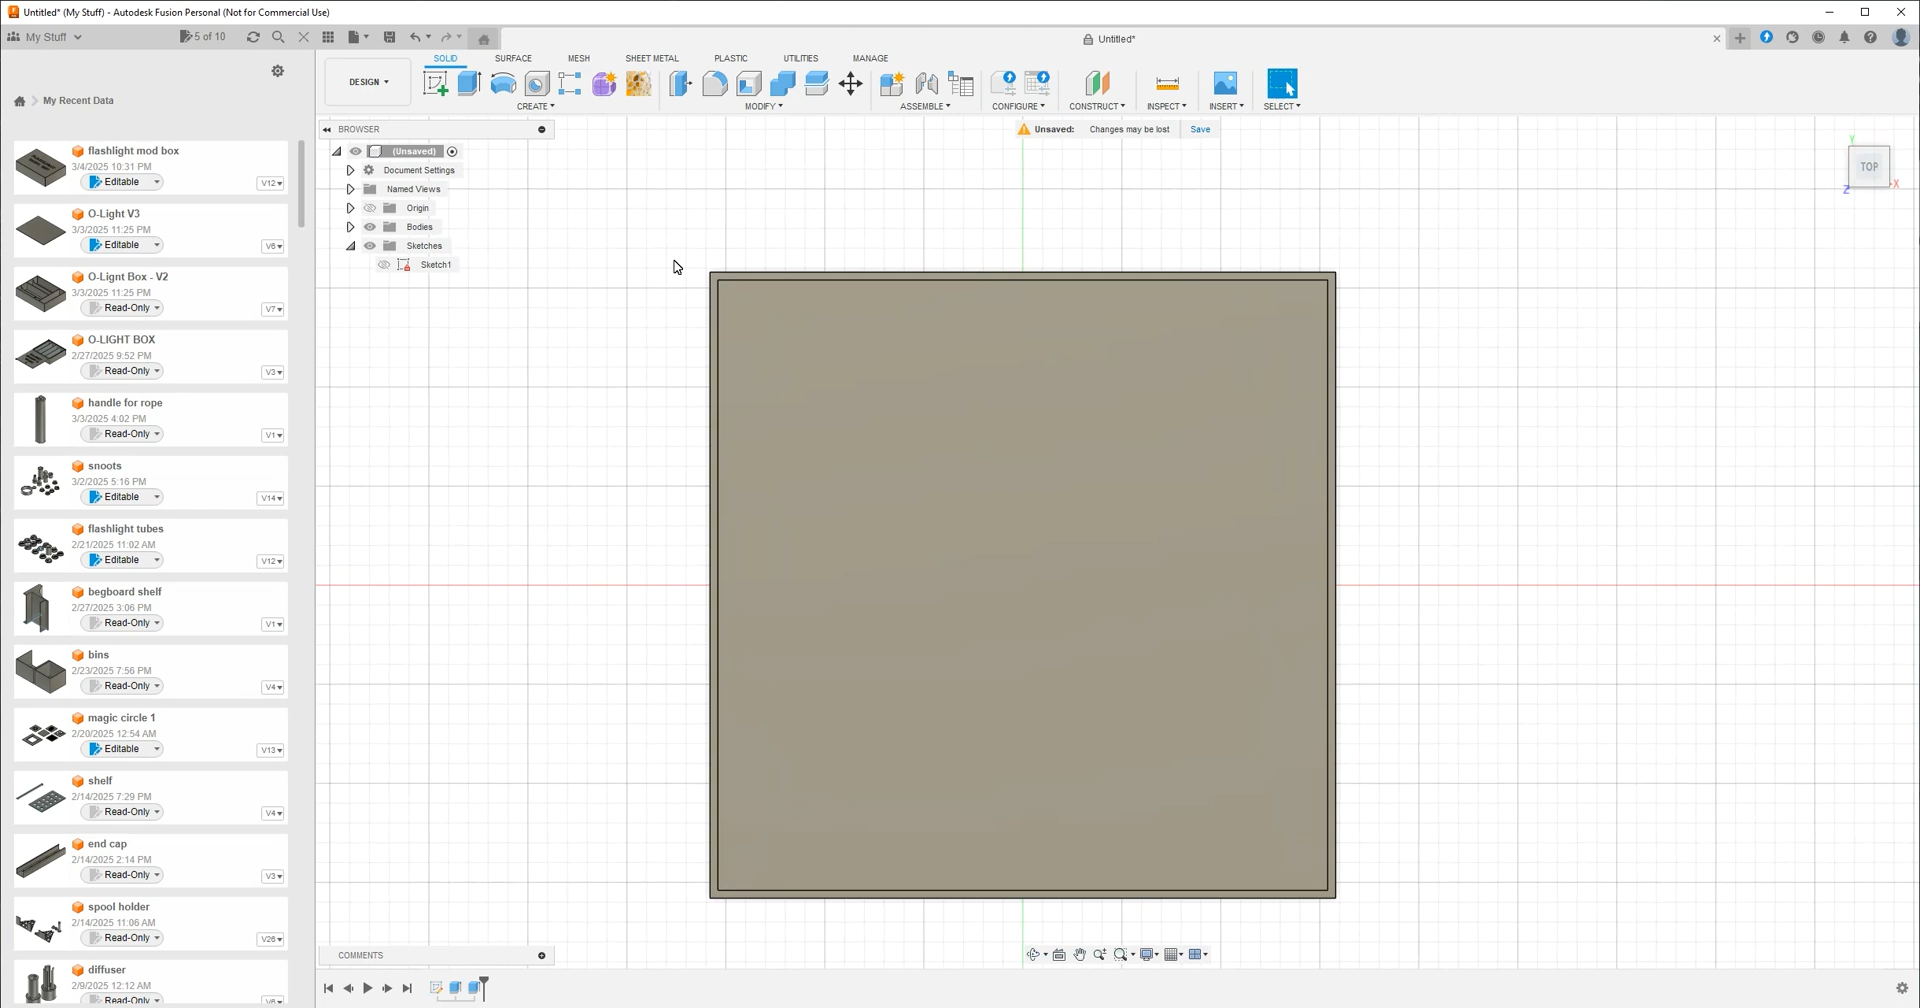 Untitled* (My Stuff) - Autodesk Fusion Personal (Not for Commercial Use)
My Stuff
5 of 10
Untitled*
My Recent Data
flashlight mod box
3/4/2025 10:31 PM
Editable
V12
O-Light V3
3/3/2025 11:25 PM
Editable
V6
O-Lignt Box - V2
3/3/2025 11:25 PM
Read-Only
V7
O-LIGHT BOX
2/27/2025 9:52 PM
Read-Only
V3
handle for rope
3/3/2025 4:02 PM
Read-Only
V1
snoots
3/2/2025 5:16 PM
Editable
V14
flashlight tubes
2/21/2025 11:02 AM
Editable
V12
begboard shelf
2/27/2025 3:06 PM
Read-Only
V1
bins
2/23/2025 7:56 PM
Read-Only
V4
magic circle 1
2/20/2025 12:54 AM
Editable
V13
shelf
2/14/2025 7:29 PM
Read-Only
V4
end cap
2/14/2025 2:14 PM
Read-Only
V3
spool holder
2/14/2025 11:06 AM
Read-Only
V26
diffuser
2/9/2025 12:12 AM
Read-Only
DESIGN
SOLID SURFACE MESH SHEET METAL PLASTIC UTILITIES MANAGE
CREATE MODIFY ASSEMBLE CONFIGURE CONSTRUCT INSPECT INSERT SELECT
BROWSER
Unsaved: Changes may be lost Save
(Unsaved)
Document Settings
Named Views
Origin
Bodies
Sketches
Sketch1
Y
TOP
X
Z
COMMENTS